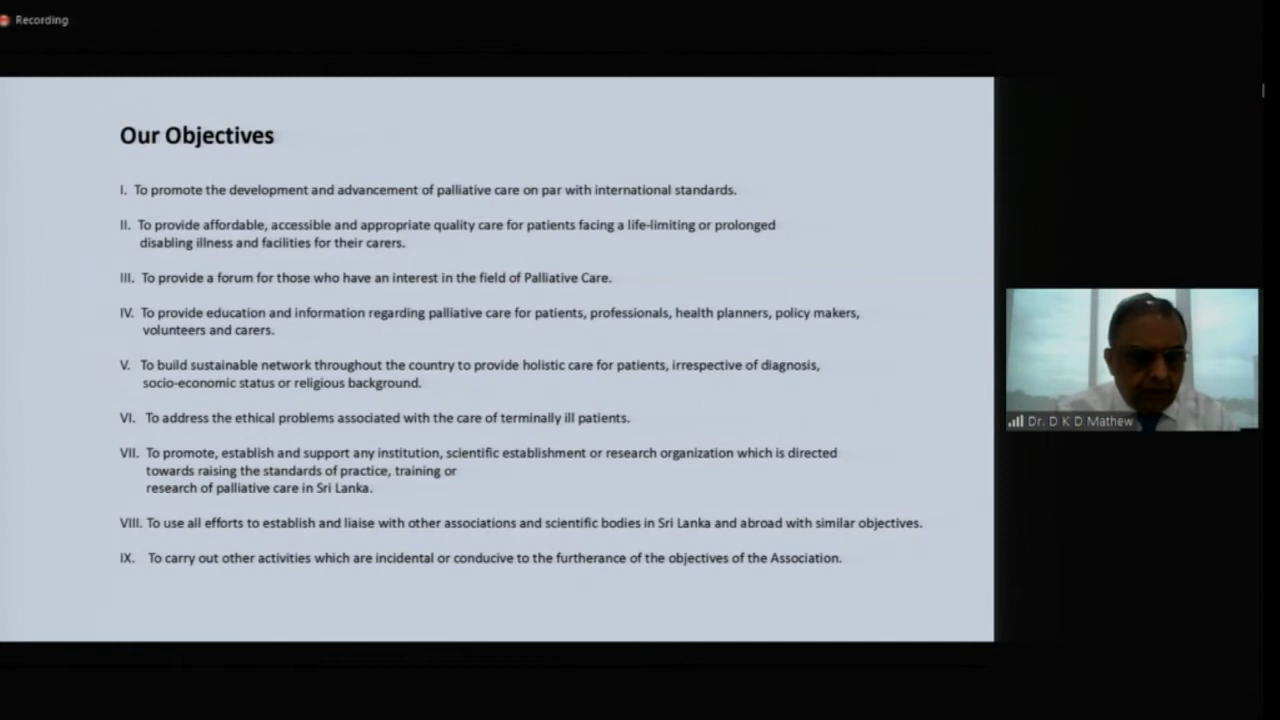 Recording
Our Objectives
I. To promote the development and advancement of palliative care on par with international standards.
II. To provide affordable, accessible and appropriate quality care for patients facing a life-limiting or prolonged
disabling illness and facilities for their carers.
III. To provide a forum for those who have an interest in the field of Palliative Care.
IV. To provide education and information regarding palliative care for patients, professionals, health planners, policy makers,
volunteers and carers.
V. To build sustainable network throughout the country to provide holistic care for patients, irrespective of diagnosis,
socio-economic status or religious background.
VI. To address the ethical problems associated with the care of terminally ill patients.
VII. To promote, establish and support any institution, scientific establishment or research organization which is directed
towards raising the standards of practice, training or
research of palliative care in Sri Lanka.
VIII. To use all efforts to establish and liaise with other associations and scientific bodies in Sri Lanka and abroad with similar objectives.
IX. To carry out other activities which are incidental or conducive to the furtherance of the objectives of the Association.
Dr. D K D Mathew